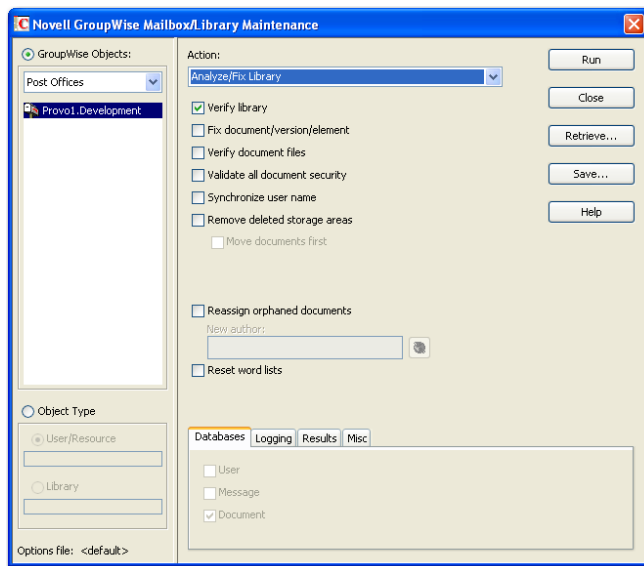 Novell GroupWise Mailbox/Library Maintenance
GroupWise Objects:
Post Offices
Provo1.Development
Object Type
User/Resource
Library
Options file: <default>
Action:
Analyze/Fix Library
Verify library
Fix document/version/element
Verify document files
Validate all document security
Synchronize user name
Remove deleted storage areas
Move documents first
Reassign orphaned documents
New author:
Reset word lists
Databases Logging Results Misc
User
Message
Document
Run
Close
Retrieve...
Save...
Help